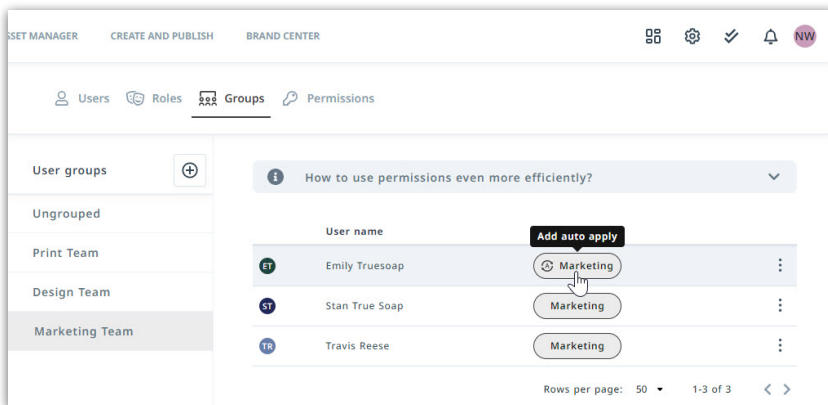 SSET MANAGER CREATE AND PUBLISH BRAND CENTER NW
Users Roles Groups Permissions
User groups
Ungrouped
Print Team
Design Team
Marketing Team
How to use permissions even more efficiently?
User name
Add auto apply
ET Emily Truesoap Marketing
ST Stan True Soap Marketing
TR Travis Reese Marketing
Rows per page: 50 1-3 of 3